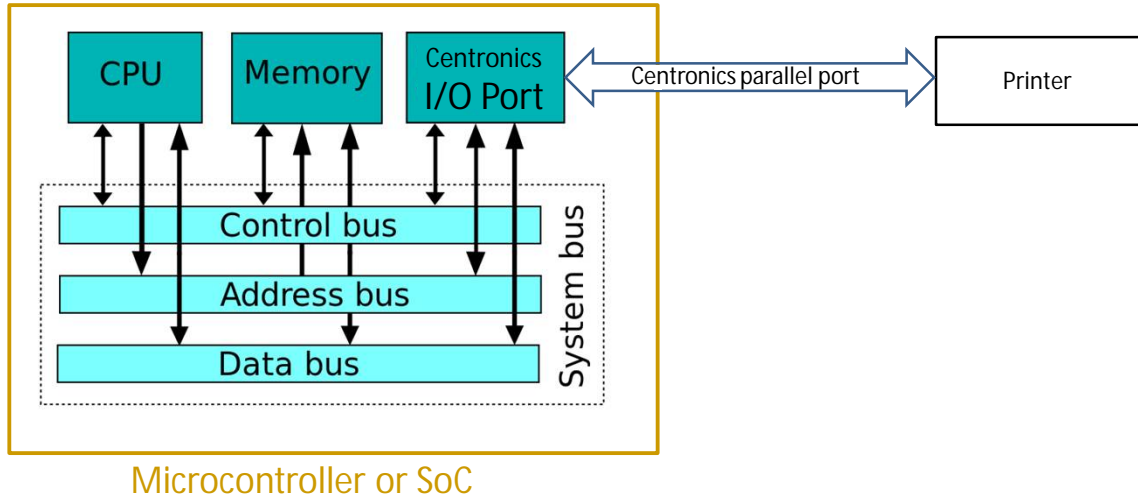 CPU
Memory
Centronics
I/O Port
Centronics parallel port
Printer
Control bus
Address bus
Data bus
System bus
Microcontroller or SoC